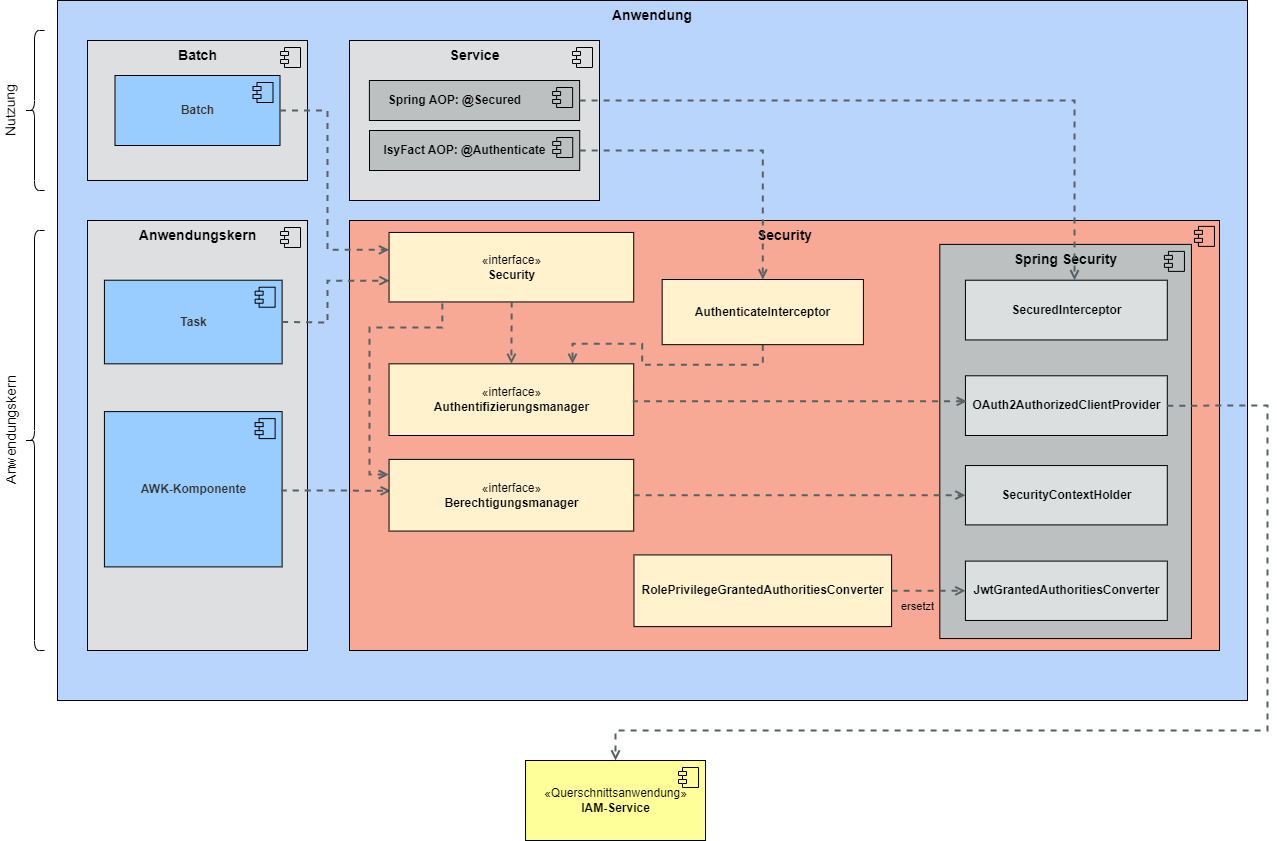 Anwendung
Nutzung
Batch
Batch
Service
Spring AOP: @Secured
IsyFact AOP: @Authenticate
Anwendungskern
Anwendungskern
Task
AWK-Komponente
Security
«interface»
Security
AuthenticateInterceptor
«interface»
Authentifizierungsmanager
«interface»
Berechtigungsmanager
RolePrivilegeGrantedAuthoritiesConverter
ersetzt
Spring Security
SecuredInterceptor
OAuth2AuthorizedClientProvider
SecurityContextHolder
JwtGrantedAuthoritiesConverter
«Querschnittsanwendung»
IAM-Service